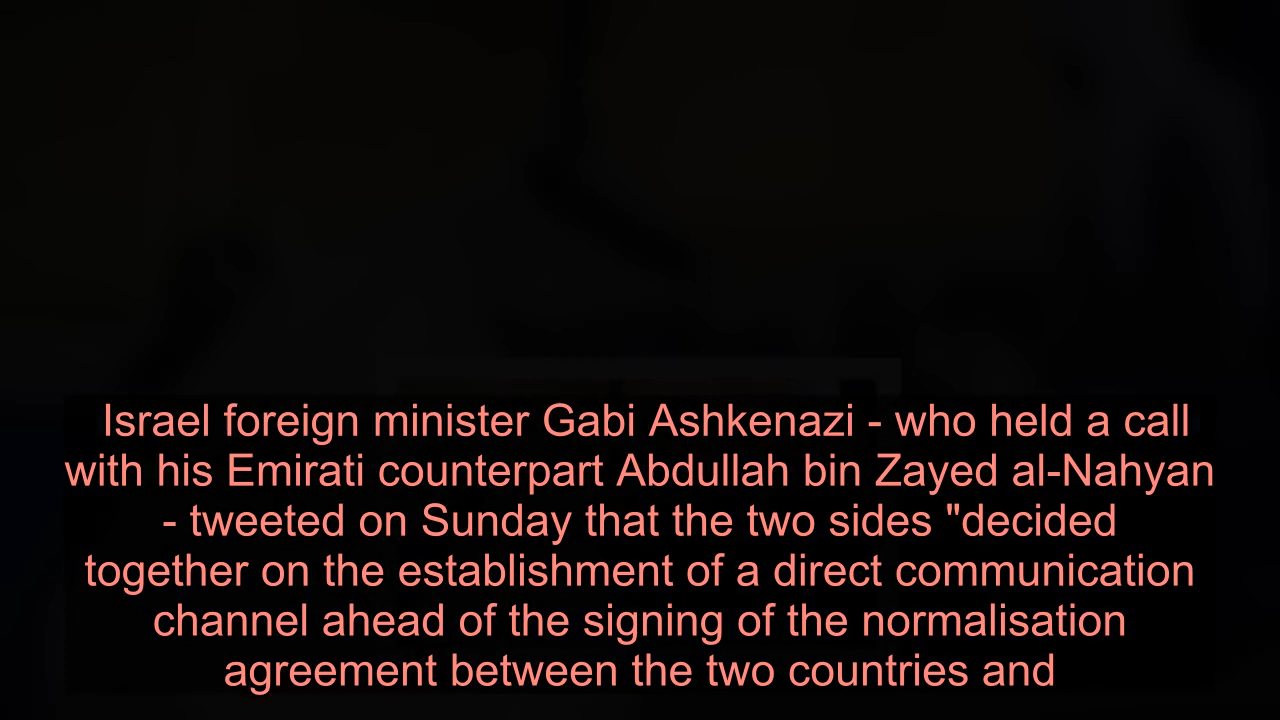 Israel foreign minister Gabi Ashkenazi - who held a call
with his Emirati counterpart Abdullah bin Zayed al-Nahyan
- tweeted on Sunday that the two sides "decided
together on the establishment of a direct communication
channel ahead of the signing of the normalisation
agreement between the two countries and